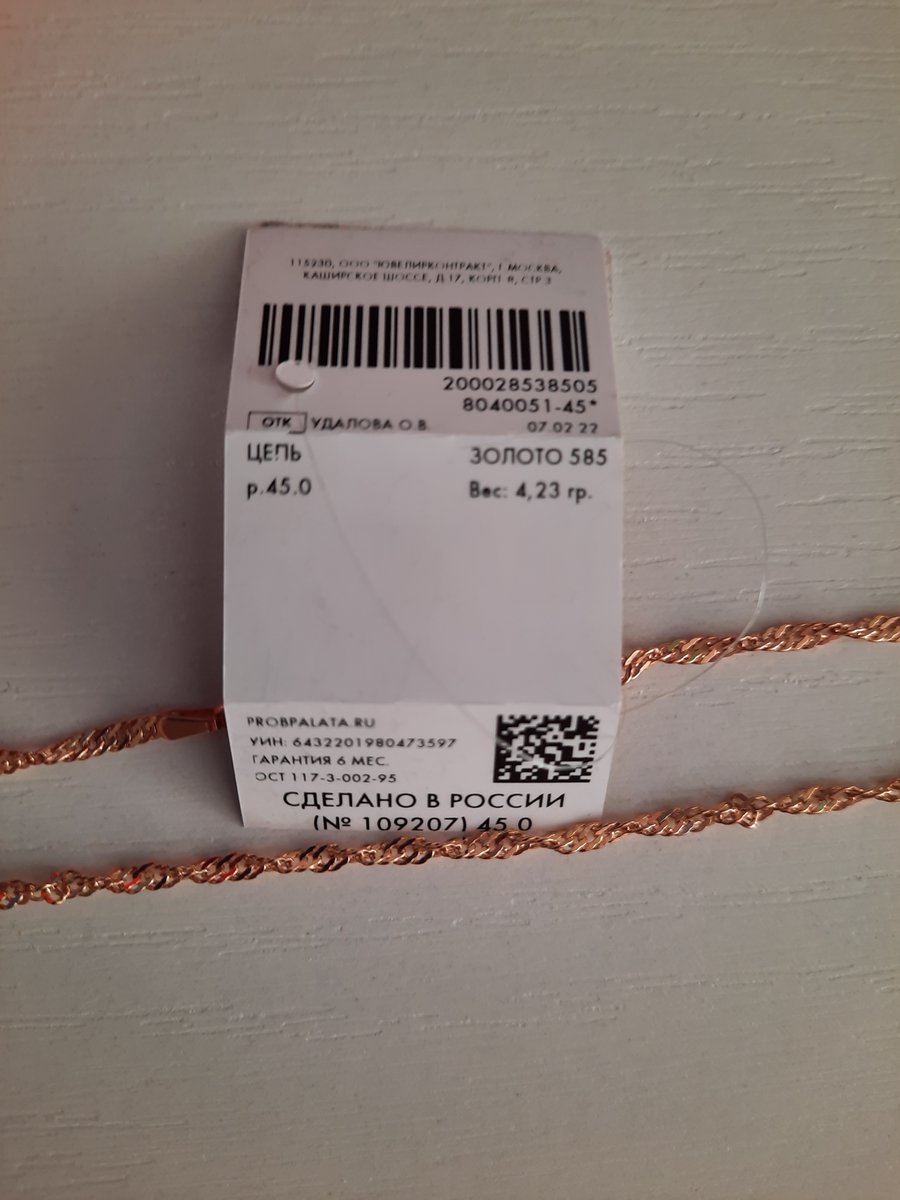 115230, ООО "ЮВЕЛИРКОНТРАКТ", Г МОСКВА,
КАШИРСКОЕ ШОССЕ, Д.17, КОРП. 8, СТР.3
200028538505
8040051-45*
ОТК УДАЛОВА О.В. 07.02.22
ЦЕПЬ ЗОЛОТО 585
р.45.0 Вес: 4,23 гр.
PROBPALATA.RU
УИН: 6432201980473597
ГАРАНТИЯ 6 МЕС.
ОСТ 117-3-002-95
СДЕЛАНО В РОССИИ
(№ 109207) 45.0